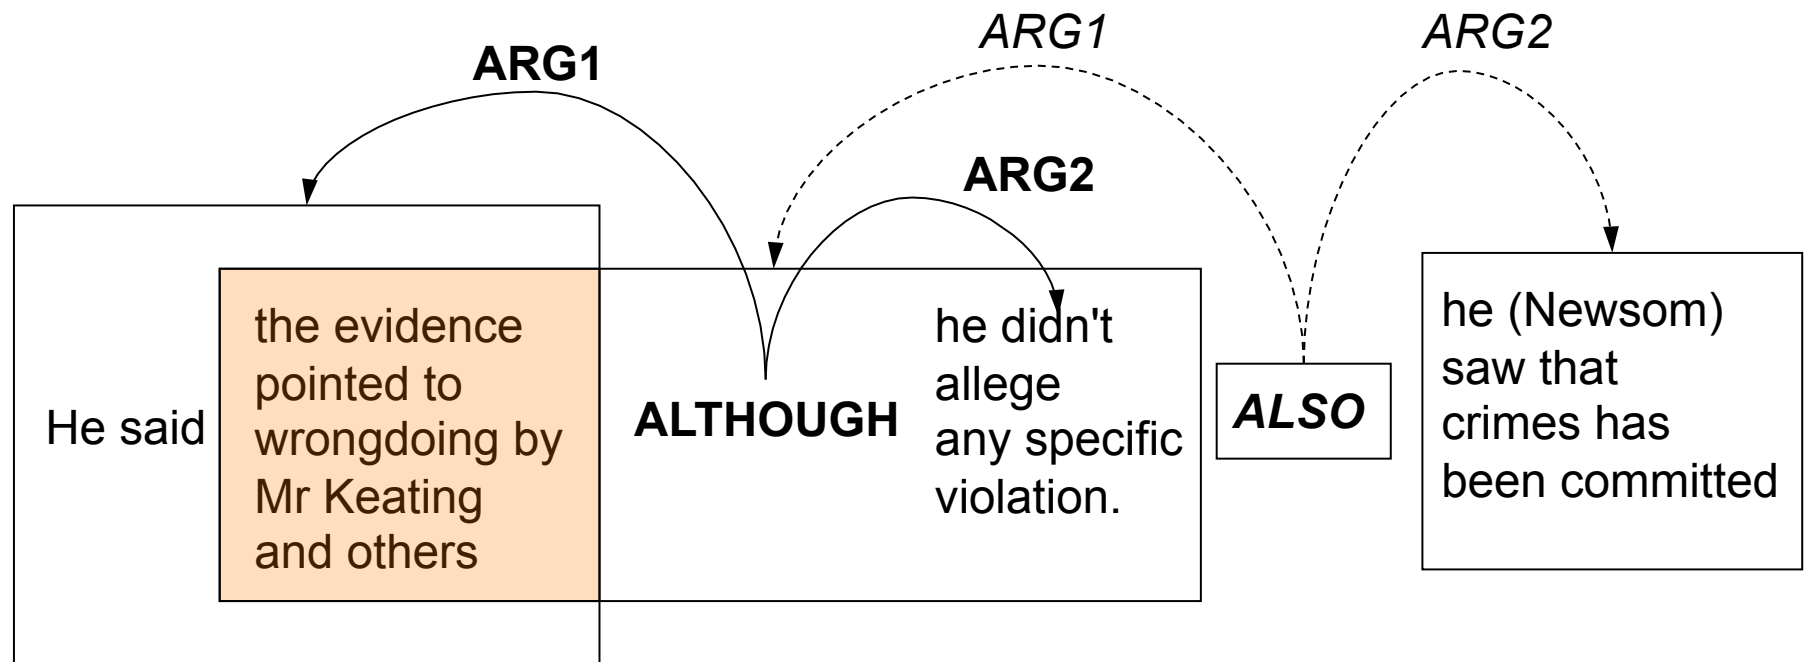 ARG1
ARG2
ARG1
ARG2
He said
the evidence
pointed to
wrongdoing by
Mr Keating
and others
ALTHOUGH
he didn't
allege
any specific
violation.
ALSO
he (Newsom)
saw that
crimes has
been committed